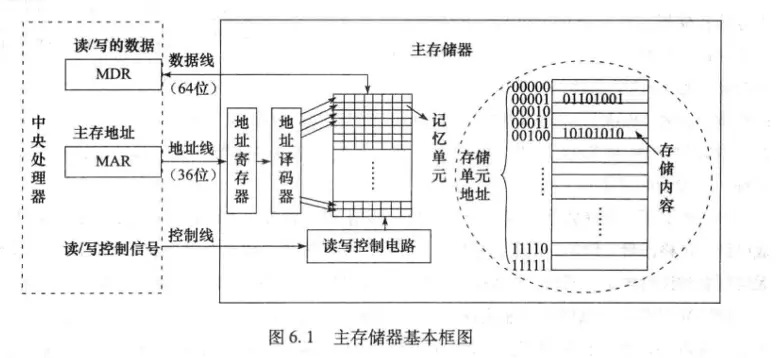 读/写的数据
MDR
数据线
(64位)
主存储器
中央处理器
主存地址
MAR
地址线
(36位)
地址寄存器
地址译码器
记忆单元
读/写控制信号
控制线
读写控制电路
00000
00001 01101001
00010
00011
00100 10101010
存储单元地址
存储内容
11110
11111
图 6.1 主存储器基本框图